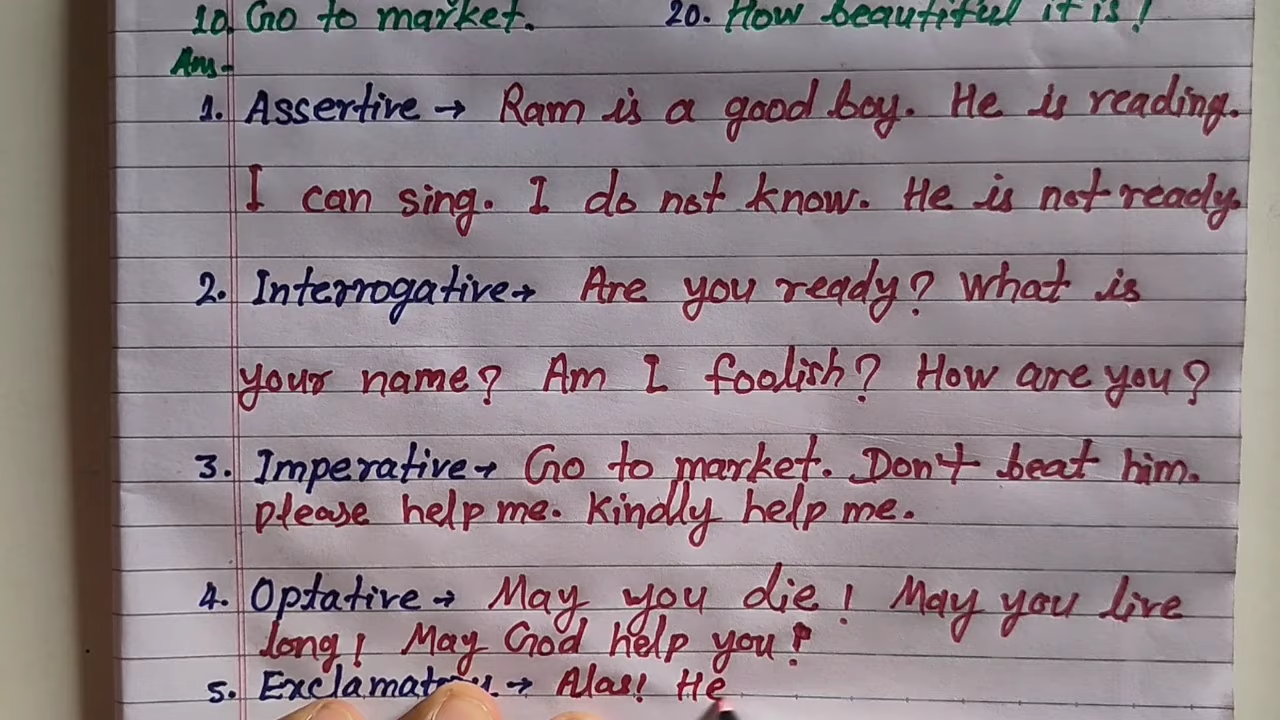 10. Go to market. 20. How beautiful it is!
Ans-
1. Assertive → Ram is a good boy. He is reading.
I can sing. I do not know. He is not ready.
2. Interrogative → Are you ready? What is
your name? Am I foolish? How are you?
3. Imperative → Go to market. Don't beat him.
please help me. Kindly help me.
4. Optative → May you die! May you live
long! May God help you!
5. → Alas! He